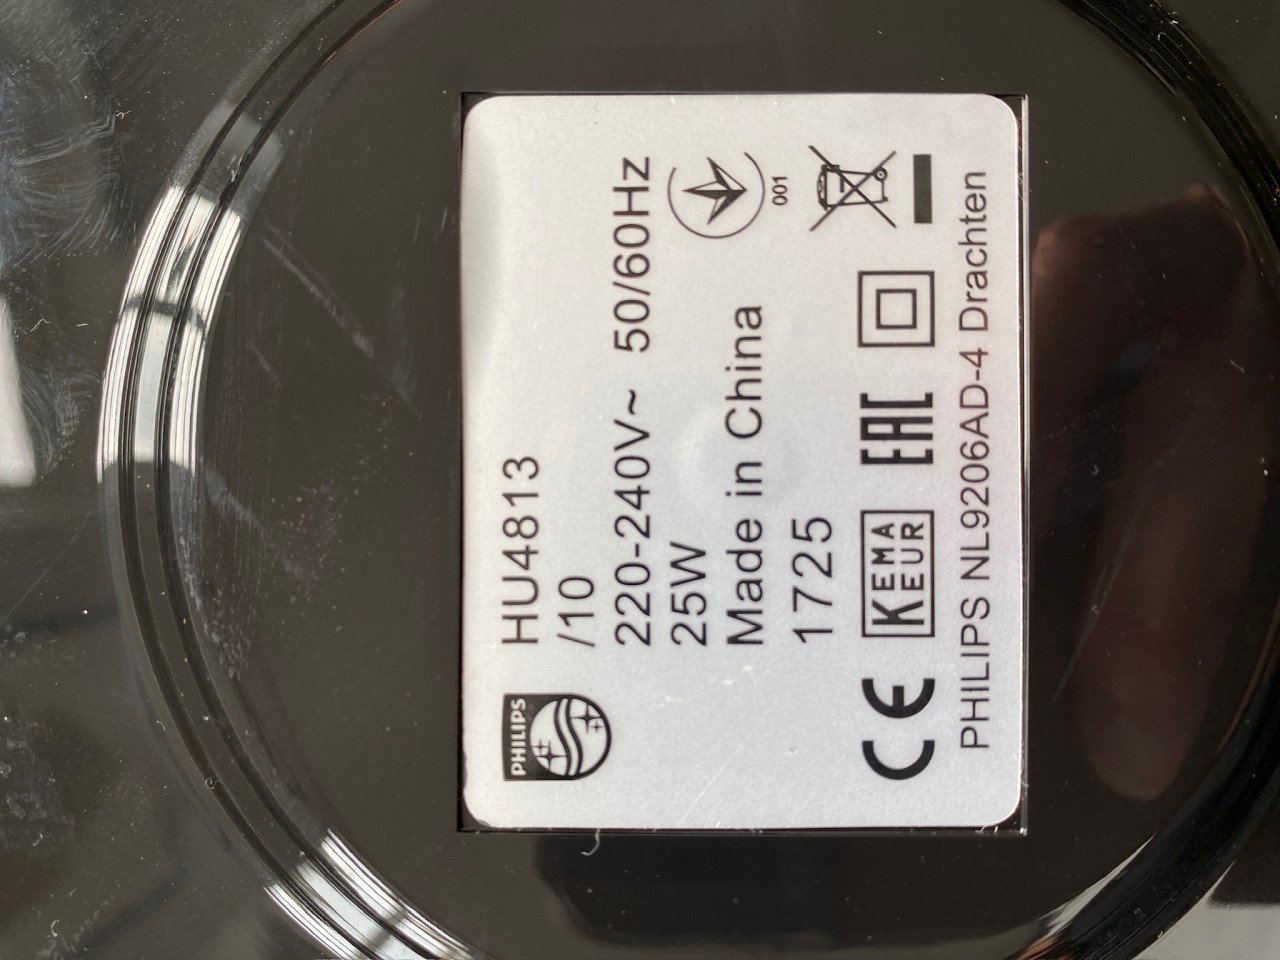 PHILIPS
HU4813
/10
220-240V~ 50/60Hz
25W
Made in China
1725
001
CE KEMA EUR EAC
PHILIPS NL9206AD-4 Drachten